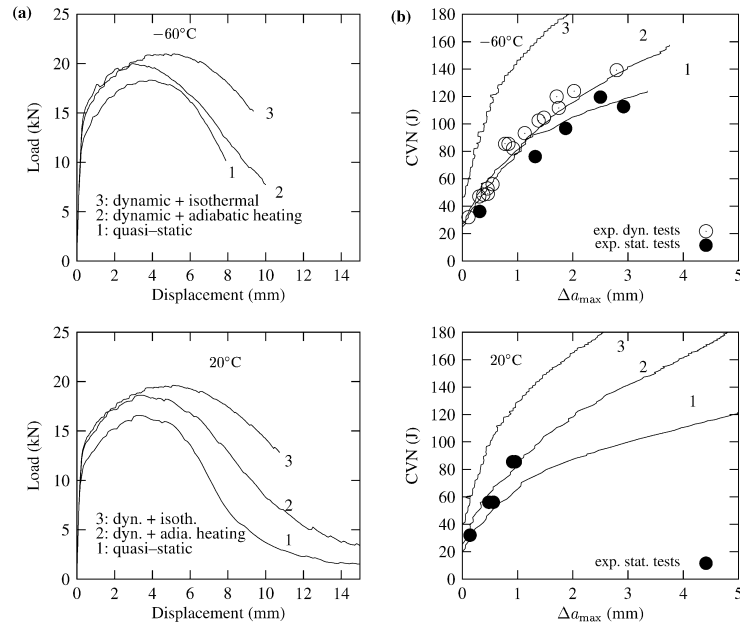 (a)
25
20
15
10
5
0
Load (kN)
−60°C
3
1
2
3: dynamic + isothermal
2: dynamic + adiabatic heating
1: quasi–static
0 2 4 6 8 10 12 14
Displacement (mm)
(b)
180
160
140
120
100
80
60
40
20
0
CVN (J)
−60°C
3
2
1
exp. dyn. tests
exp. stat. tests
0 1 2 3 4 5
Δamax (mm)
25
20
15
10
5
0
Load (kN)
20°C
3
2
1
3: dyn. + isoth.
2: dyn. + adia. heating
1: quasi–static
0 2 4 6 8 10 12 14
Displacement (mm)
180
160
140
120
100
80
60
40
20
0
CVN (J)
20°C
3
2
1
exp. stat. tests
0 1 2 3 4 5
Δamax (mm)